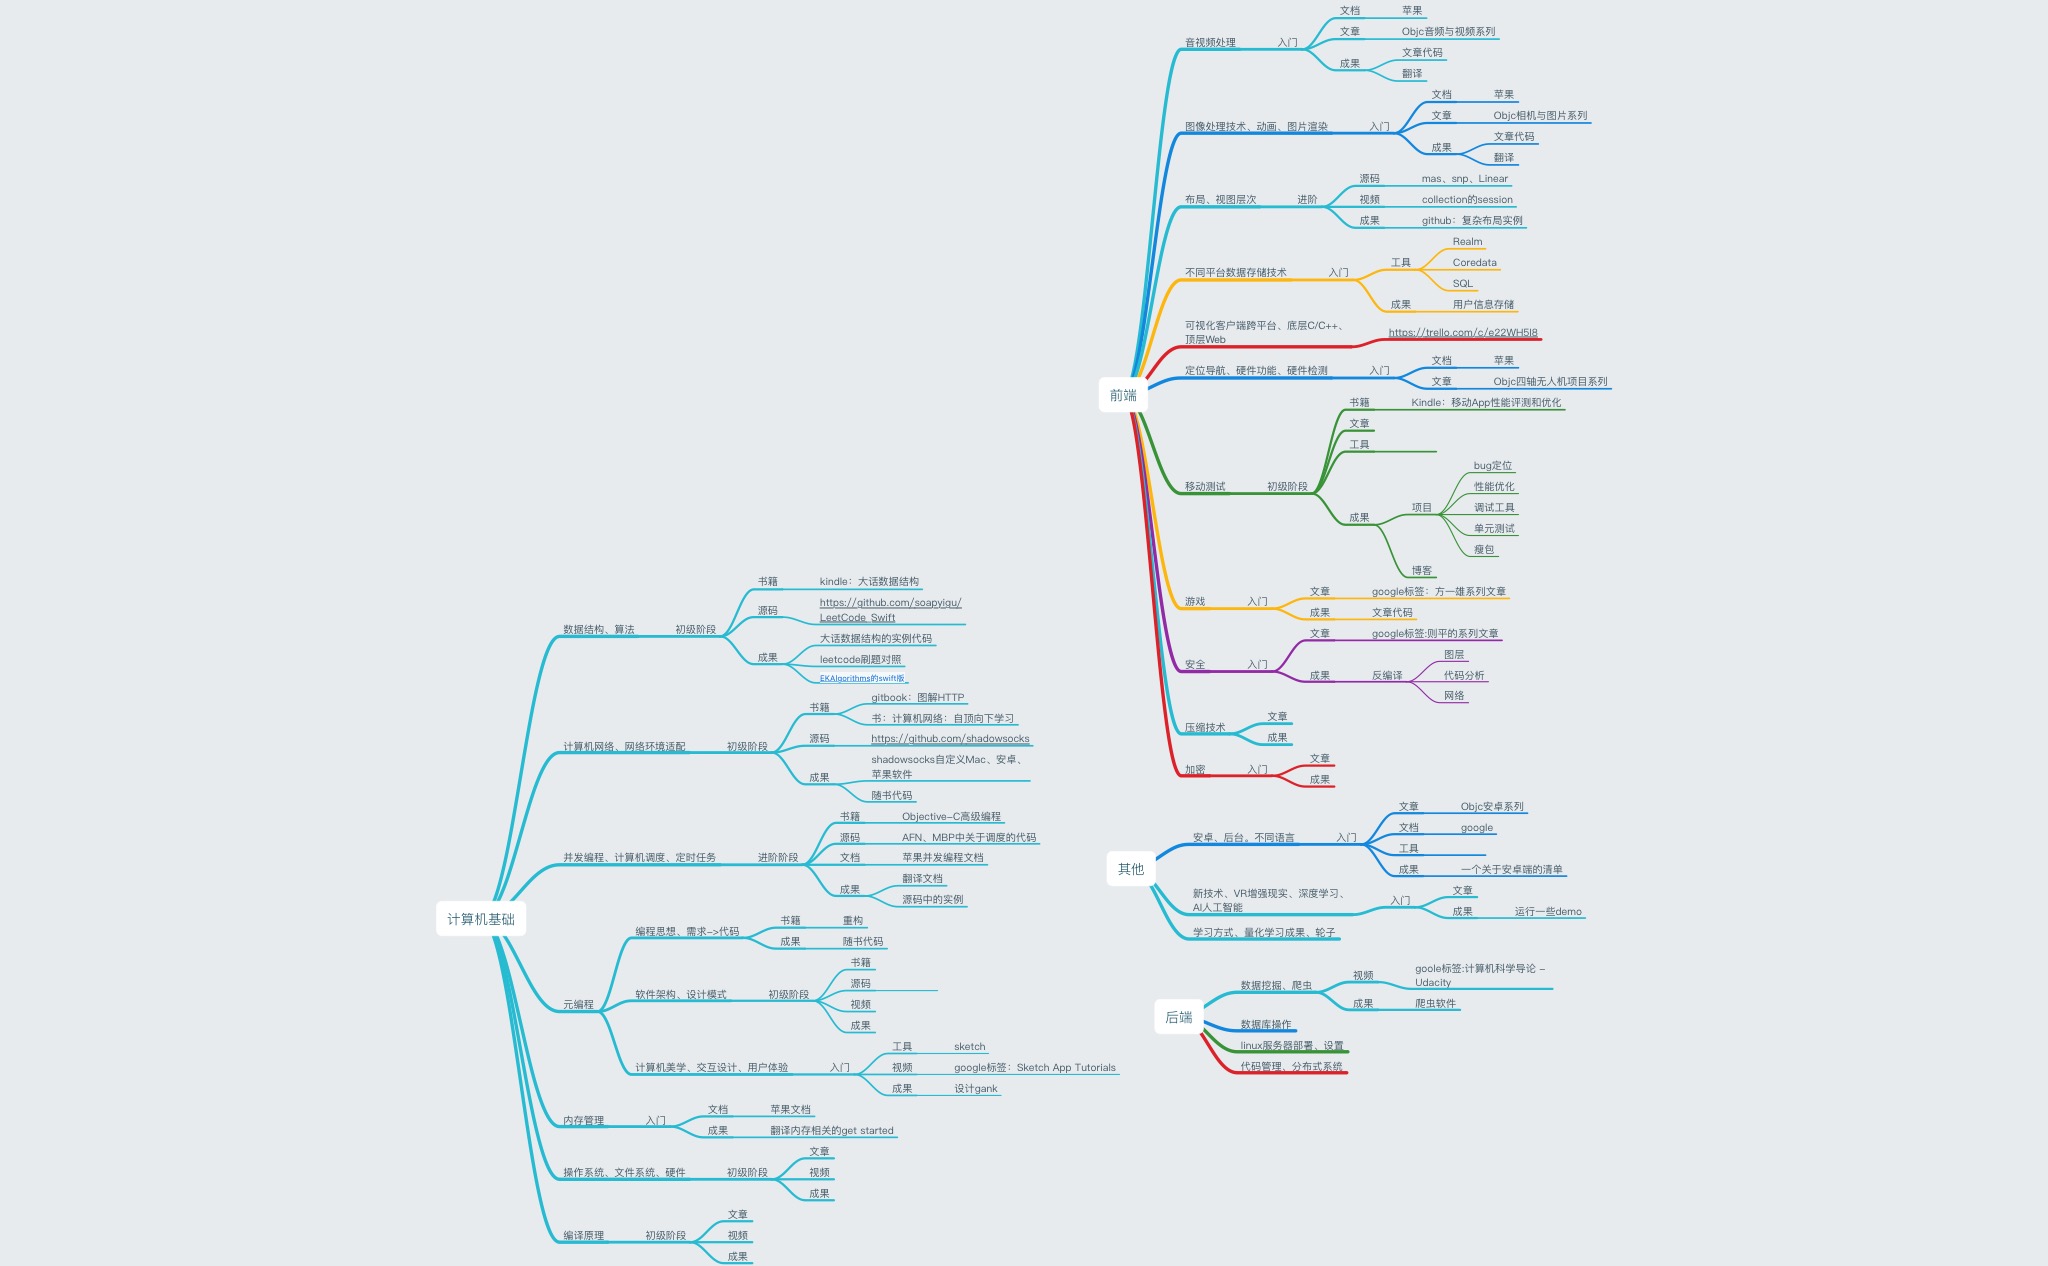 前端
音视频处理
入门
文档
苹果
文章
Objc音频与视频系列
成果
文章代码
翻译
图像处理技术、动画、图片渲染
入门
文档
苹果
文章
Objc相机与图片系列
成果
文章代码
翻译
布局、视图层次
进阶
源码
mas、snp、Linear
视频
collection的session
成果
github：复杂布局实例
不同平台数据存储技术
入门
工具
Realm
Coredata
SQL
成果
用户信息存储
可视化客户端跨平台、底层C/C++、
顶层Web
https://trello.com/c/e22WH5I8
定位导航、硬件功能、硬件检测
入门
文档
苹果
文章
Objc四轴无人机项目系列
移动测试
初级阶段
书籍
Kindle：移动App性能评测和优化
文章
工具
成果
项目
bug定位
性能优化
调试工具
单元测试
瘦包
博客
游戏
入门
文章
google标签：方一雄系列文章
成果
文章代码
安全
入门
文章
google标签:则平的系列文章
成果
反编译
图层
代码分析
网络
压缩技术
文章
成果
加密
入门
文章
成果
计算机基础
数据结构、算法
初级阶段
书籍
kindle：大话数据结构
源码
https://github.com/soapyigu/
LeetCode_Swift
成果
大话数据结构的实例代码
leetcode刷题对照
EKAlgorithms的swift版
计算机网络、网络环境适配
初级阶段
书籍
gitbook：图解HTTP
书：计算机网络：自顶向下学习
源码
https://github.com/shadowsocks
成果
shadowsocks自定义Mac、安卓、
苹果软件
随书代码
并发编程、计算机调度、定时任务
进阶阶段
书籍
Objective-C高级编程
源码
AFN、MBP中关于调度的代码
文档
苹果并发编程文档
成果
翻译文档
源码中的实例
元编程
编程思想、需求->代码
书籍
重构
成果
随书代码
软件架构、设计模式
初级阶段
书籍
源码
视频
成果
计算机美学、交互设计、用户体验
入门
工具
sketch
视频
google标签：Sketch App Tutorials
成果
设计gank
内存管理
入门
文档
苹果文档
成果
翻译内存相关的get started
操作系统、文件系统、硬件
初级阶段
文章
视频
成果
编译原理
初级阶段
文章
视频
成果
其他
安卓、后台。不同语言
入门
文章
Objc安卓系列
文档
google
工具
成果
一个关于安卓端的清单
新技术、VR增强现实、深度学习、
AI人工智能
入门
文章
成果
运行一些demo
学习方式、量化学习成果、轮子
后端
数据挖掘、爬虫
视频
goole标签:计算机科学导论 -
Udacity
成果
爬虫软件
数据库操作
linux服务器部署、设置
代码管理、分布式系统